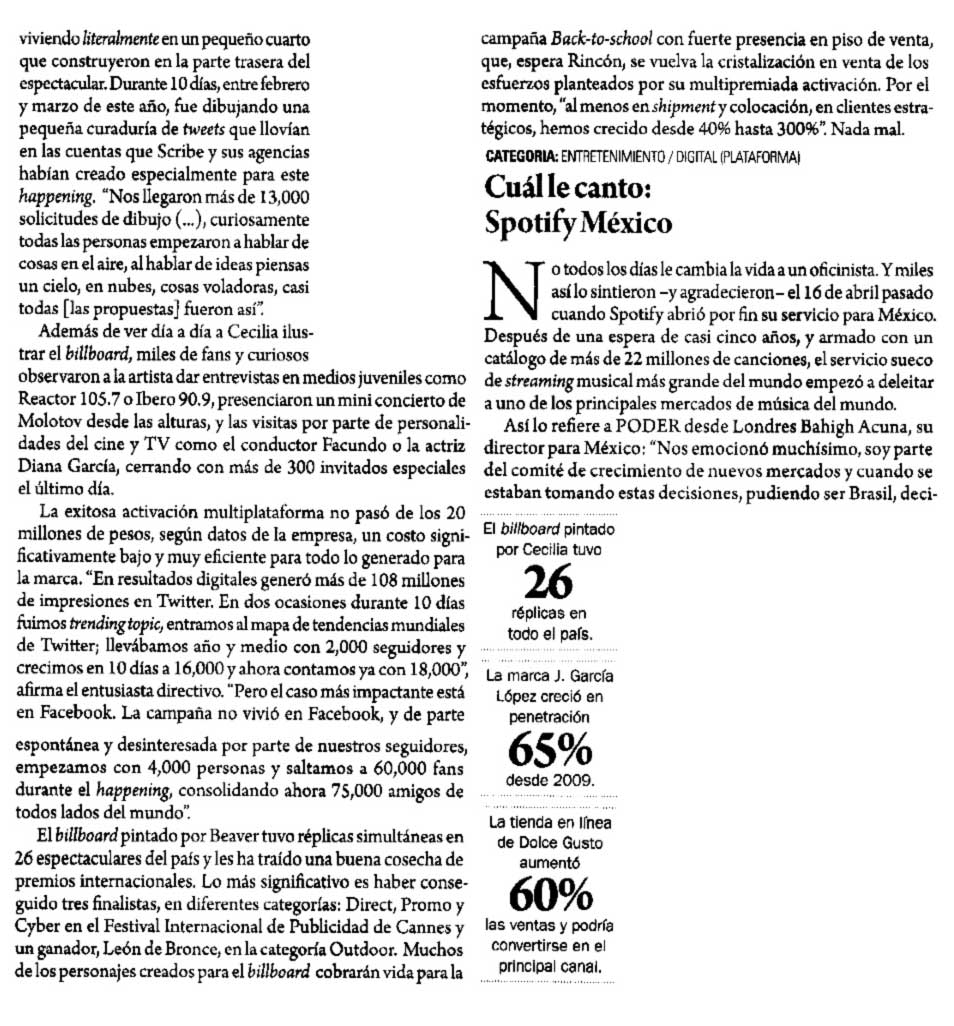 viviendo literalmente en un pequeño cuarto
que construyeron en la parte trasera del
espectacular. Durante 10 días, entre febrero
y marzo de este año, fue dibujando una
pequeña curaduría de tweets que llovían
en las cuentas que Scribe y sus agencias
habían creado especialmente para este
happening. “Nos llegaron más de 13,000
solicitudes de dibujo (...), curiosamente
todas las personas empezaron a hablar de
cosas en el aire, al hablar de ideas piensas
un cielo, en nubes, cosas voladoras, casi
todas [las propuestas] fueron así”.
Además de ver día a día a Cecilia ilus-
trar el billboard, miles de fans y curiosos
observaron a la artista dar entrevistas en medios juveniles como
Reactor 105.7 o Ibero 90.9, presenciaron un mini concierto de
Molotov desde las alturas, y las visitas por parte de personali-
dades del cine y TV como el conductor Facundo o la actriz
Diana García, cerrando con más de 300 invitados especiales
el último día.
La exitosa activación multiplataforma no pasó de los 20
millones de pesos, según datos de la empresa, un costo signi-
ficativamente bajo y muy eficiente para todo lo generado para
la marca. “En resultados digitales generó más de 108 millones
de impresiones en Twitter. En dos ocasiones durante 10 días
fuimos trending topic, entramos al mapa de tendencias mundiales
de Twitter; llevábamos año y medio con 2,000 seguidores y
crecimos en 10 días a 16,000 y ahora contamos ya con 18,000”,
afirma el entusiasta directivo. “Pero el caso más impactante está
en Facebook. La campaña no vivió en Facebook, y de parte
espontánea y desinteresada por parte de nuestros seguidores,
empezamos con 4,000 personas y saltamos a 60,000 fans
durante el happening, consolidando ahora 75,000 amigos de
todos lados del mundo”.
El billboard pintado por Beaver tuvo réplicas simultáneas en
26 espectaculares del país y les ha traído una buena cosecha de
premios internacionales. Lo más significativo es haber conse-
guido tres finalistas, en diferentes categorías: Direct, Promo y
Cyber en el Festival Internacional de Publicidad de Cannes y
un ganador, León de Bronce, en la categoría Outdoor. Muchos
de los personajes creados para el billboard cobrarán vida para la
campaña Back-to-school con fuerte presencia en piso de venta,
que, espera Rincón, se vuelva la cristalización en venta de los
esfuerzos planteados por su multipremiada activación. Por el
momento, “al menos en shipment y colocación, en clientes estra-
tégicos, hemos crecido desde 40% hasta 300%”. Nada mal.
CATEGORIA: ENTRETENIMIENTO / DIGITAL (PLATAFORMA)
Cuál le canto:
Spotify México
No todos los días le cambia la vida a un oficinista. Y miles
así lo sintieron –y agradecieron– el 16 de abril pasado
cuando Spotify abrió por fin su servicio para México.
Después de una espera de casi cinco años, y armado con un
catálogo de más de 22 millones de canciones, el servicio sueco
de streaming musical más grande del mundo empezó a deleitar
a uno de los principales mercados de música del mundo.
Así lo refiere a PODER desde Londres Bahigh Acuna, su
director para México: “Nos emocionó muchísimo, soy parte
del comité de crecimiento de nuevos mercados y cuando se
estaban tomando estas decisiones, pudiendo ser Brasil, deci-
El billboard pintado
por Cecilia tuvo
26
réplicas en
todo el país.
La marca J. García
López creció en
penetración
65%
desde 2009.
La tienda en línea
de Dolce Gusto
aumentó
60%
las ventas y podría
convertirse en el
principal canal.